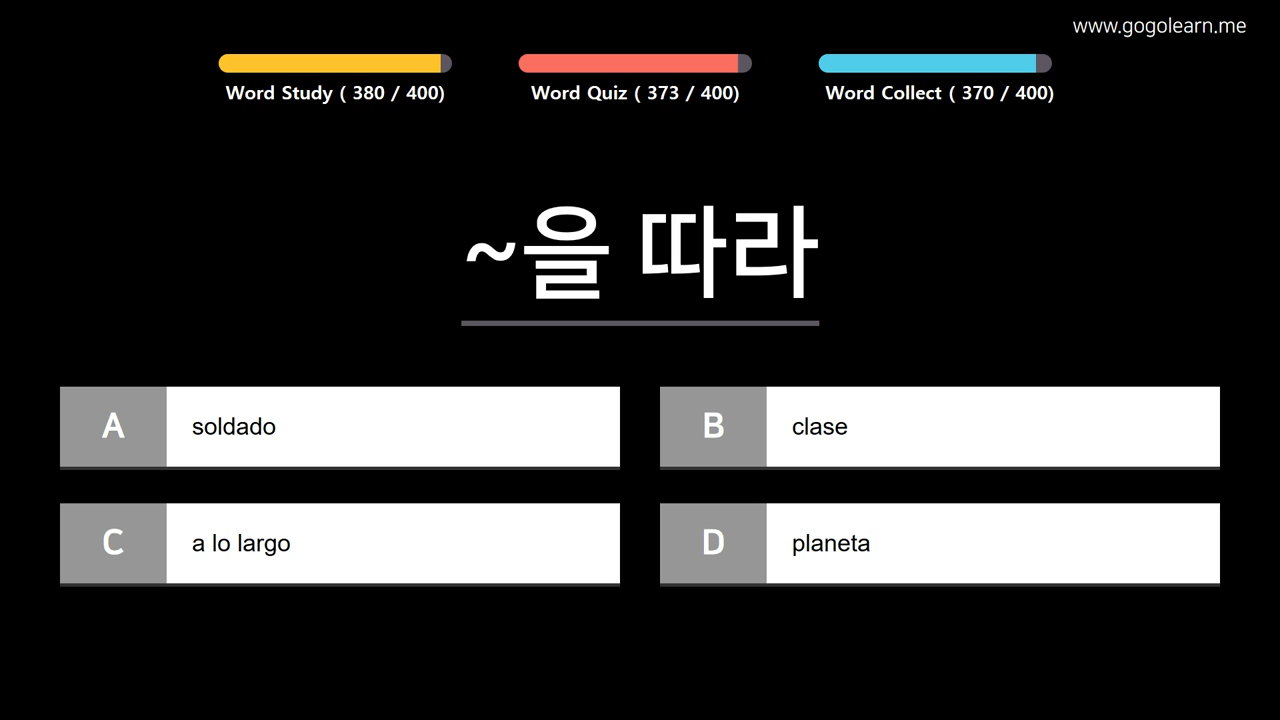 www.gogolearn.me
Word Study ( 380 / 400)
Word Quiz ( 373 / 400)
Word Collect ( 370 / 400)
~을 따라
A soldado
B clase
C a lo largo
D planeta